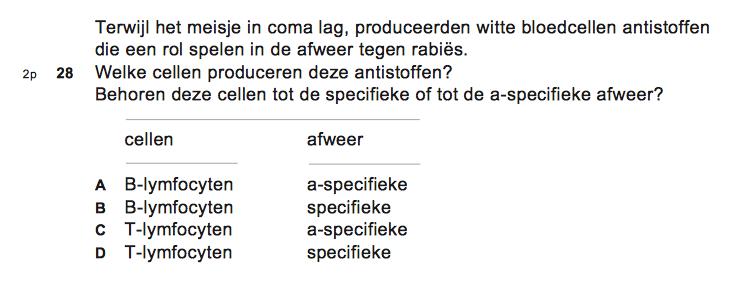 Terwijl het meisje in coma lag, produceerden witte bloedcellen antistoffen
die een rol spelen in de afweer tegen rabiës.
2p 28 Welke cellen produceren deze antistoffen?
Behoren deze cellen tot de specifieke of tot de a-specifieke afweer?
cellen afweer
A B-lymfocyten a-specifieke
B B-lymfocyten specifieke
C T-lymfocyten a-specifieke
D T-lymfocyten specifieke